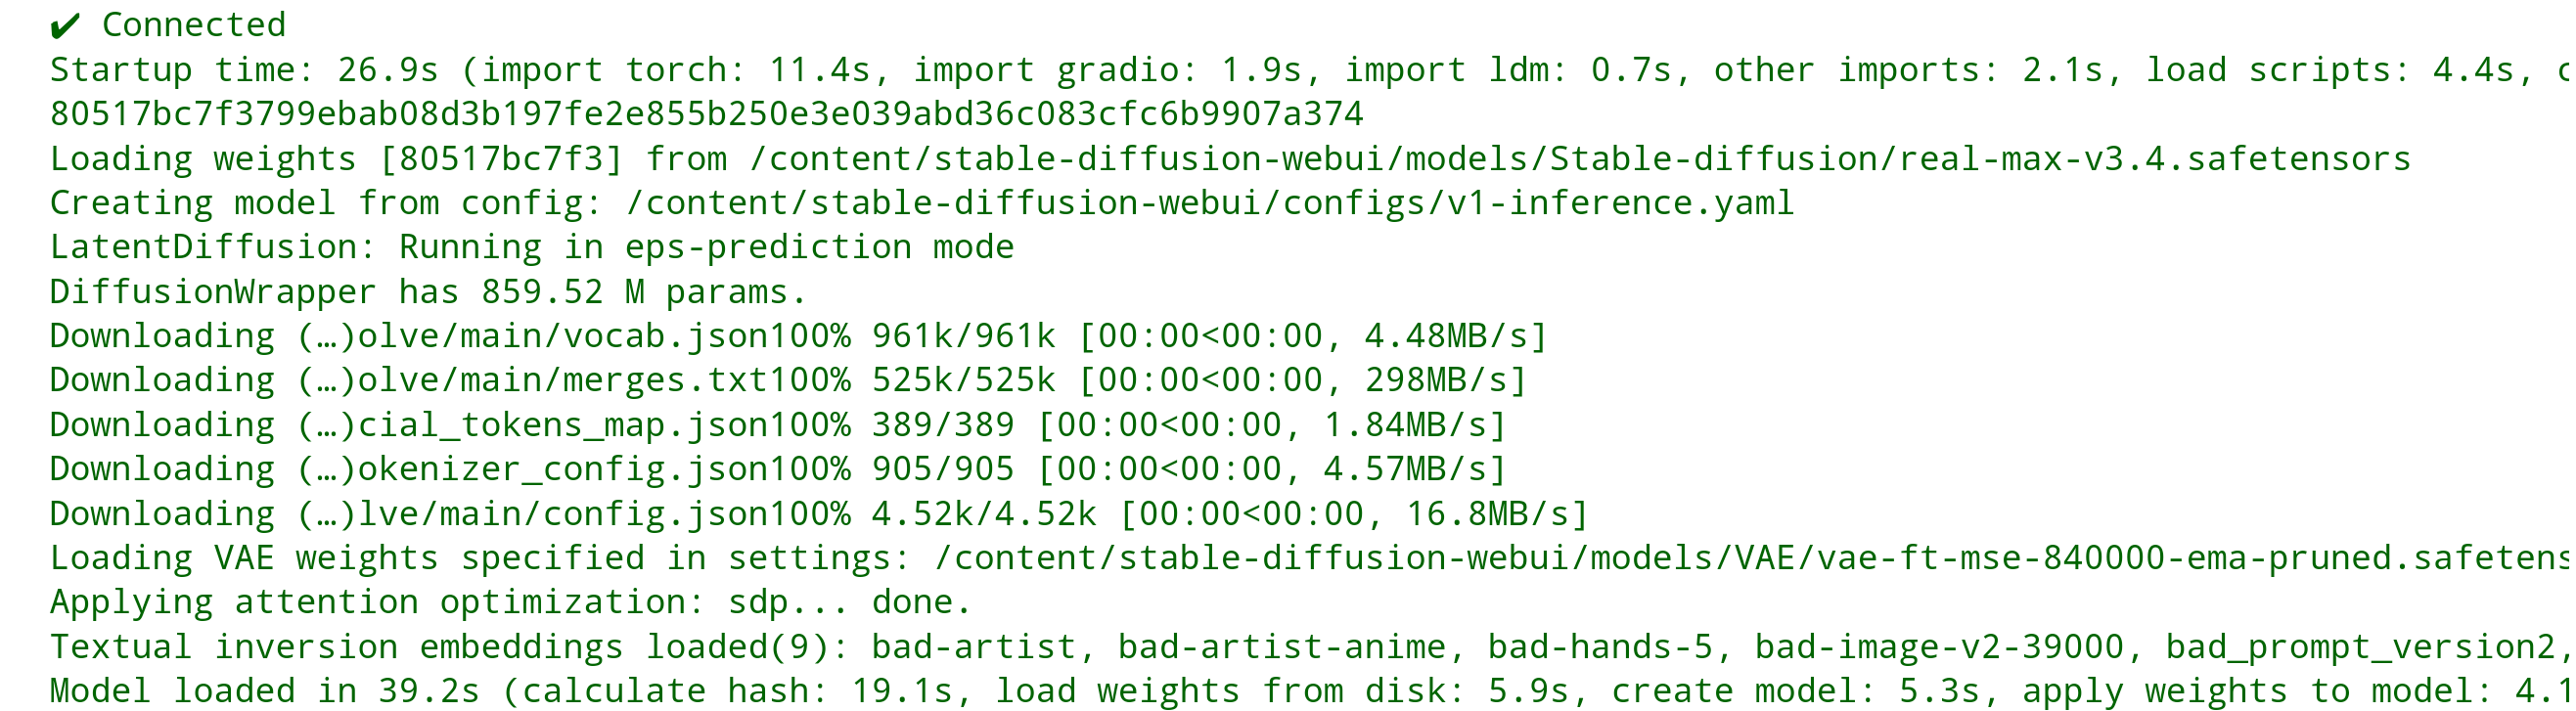 ✔ Connected
Startup time: 26.9s (import torch: 11.4s, import gradio: 1.9s, import ldm: 0.7s, other imports: 2.1s, load scripts: 4.4s,
80517bc7f3799ebab08d3b197fe2e855b250e3e039abd36c083cfc6b9907a374
Loading weights [80517bc7f3] from /content/stable-diffusion-webui/models/Stable-diffusion/real-max-v3.4.safetensors
Creating model from config: /content/stable-diffusion-webui/configs/v1-inference.yaml
LatentDiffusion: Running in eps-prediction mode
DiffusionWrapper has 859.52 M params.
Downloading (…)olve/main/vocab.json100% 961k/961k [00:00<00:00, 4.48MB/s]
Downloading (…)olve/main/merges.txt100% 525k/525k [00:00<00:00, 298MB/s]
Downloading (…)cial_tokens_map.json100% 389/389 [00:00<00:00, 1.84MB/s]
Downloading (…)okenizer_config.json100% 905/905 [00:00<00:00, 4.57MB/s]
Downloading (…)lve/main/config.json100% 4.52k/4.52k [00:00<00:00, 16.8MB/s]
Loading VAE weights specified in settings: /content/stable-diffusion-webui/models/VAE/vae-ft-mse-840000-ema-pruned.safetens
Applying attention optimization: sdp... done.
Textual inversion embeddings loaded(9): bad-artist, bad-artist-anime, bad-hands-5, bad-image-v2-39000, bad_prompt_version2,
Model loaded in 39.2s (calculate hash: 19.1s, load weights from disk: 5.9s, create model: 5.3s, apply weights to model: 4.1